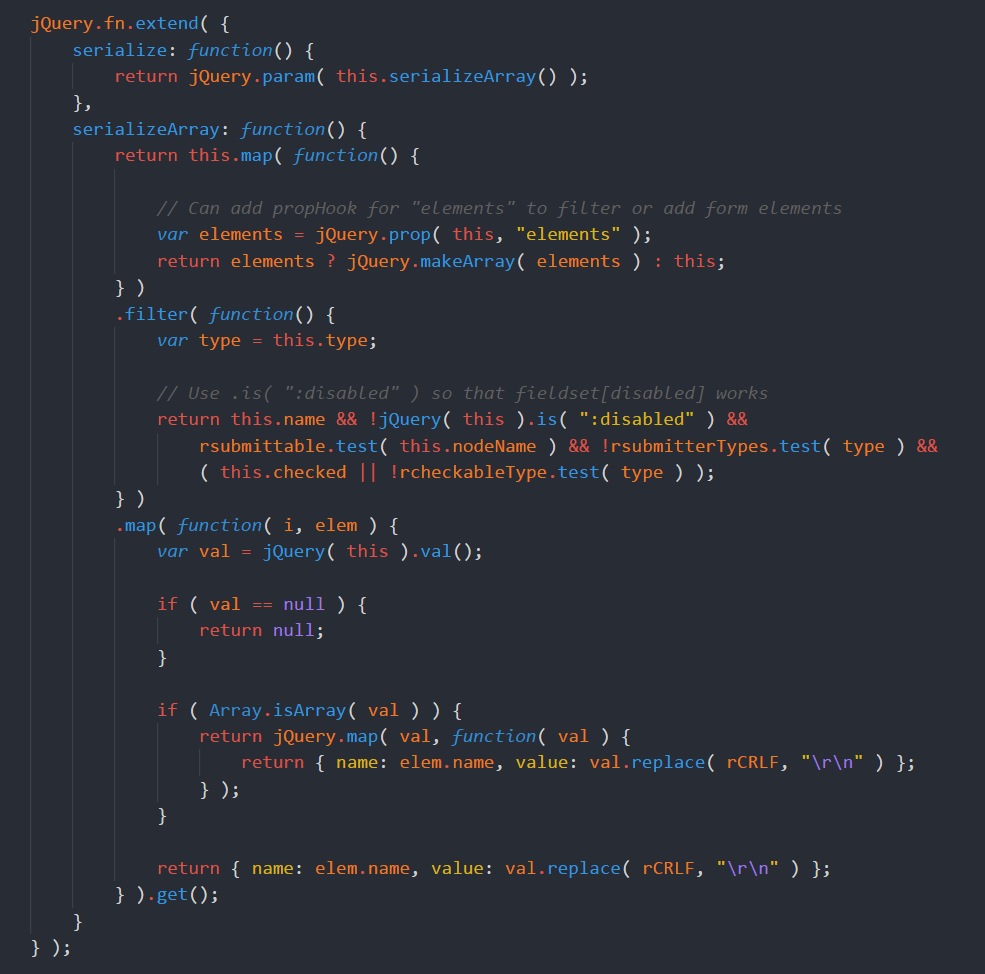 jQuery.fn.extend( {
    serialize: function() {
        return jQuery.param( this.serializeArray() );
    },
    serializeArray: function() {
        return this.map( function() {

            // Can add propHook for "elements" to filter or add form elements
            var elements = jQuery.prop( this, "elements" );
            return elements ? jQuery.makeArray( elements ) : this;
        } )
        .filter( function() {
            var type = this.type;

            // Use .is( ":disabled" ) so that fieldset[disabled] works
            return this.name && !jQuery( this ).is( ":disabled" ) &&
                rsubmittable.test( this.nodeName ) && !rsubmitterTypes.test( type ) &&
                ( this.checked || !rcheckableType.test( type ) );
        } )
        .map( function( i, elem ) {
            var val = jQuery( this ).val();

            if ( val == null ) {
                return null;
            }

            if ( Array.isArray( val ) ) {
                return jQuery.map( val, function( val ) {
                    return { name: elem.name, value: val.replace( rCRLF, "\r\n" ) };
                } );
            }

            return { name: elem.name, value: val.replace( rCRLF, "\r\n" ) };
        } ).get();
    }
} );